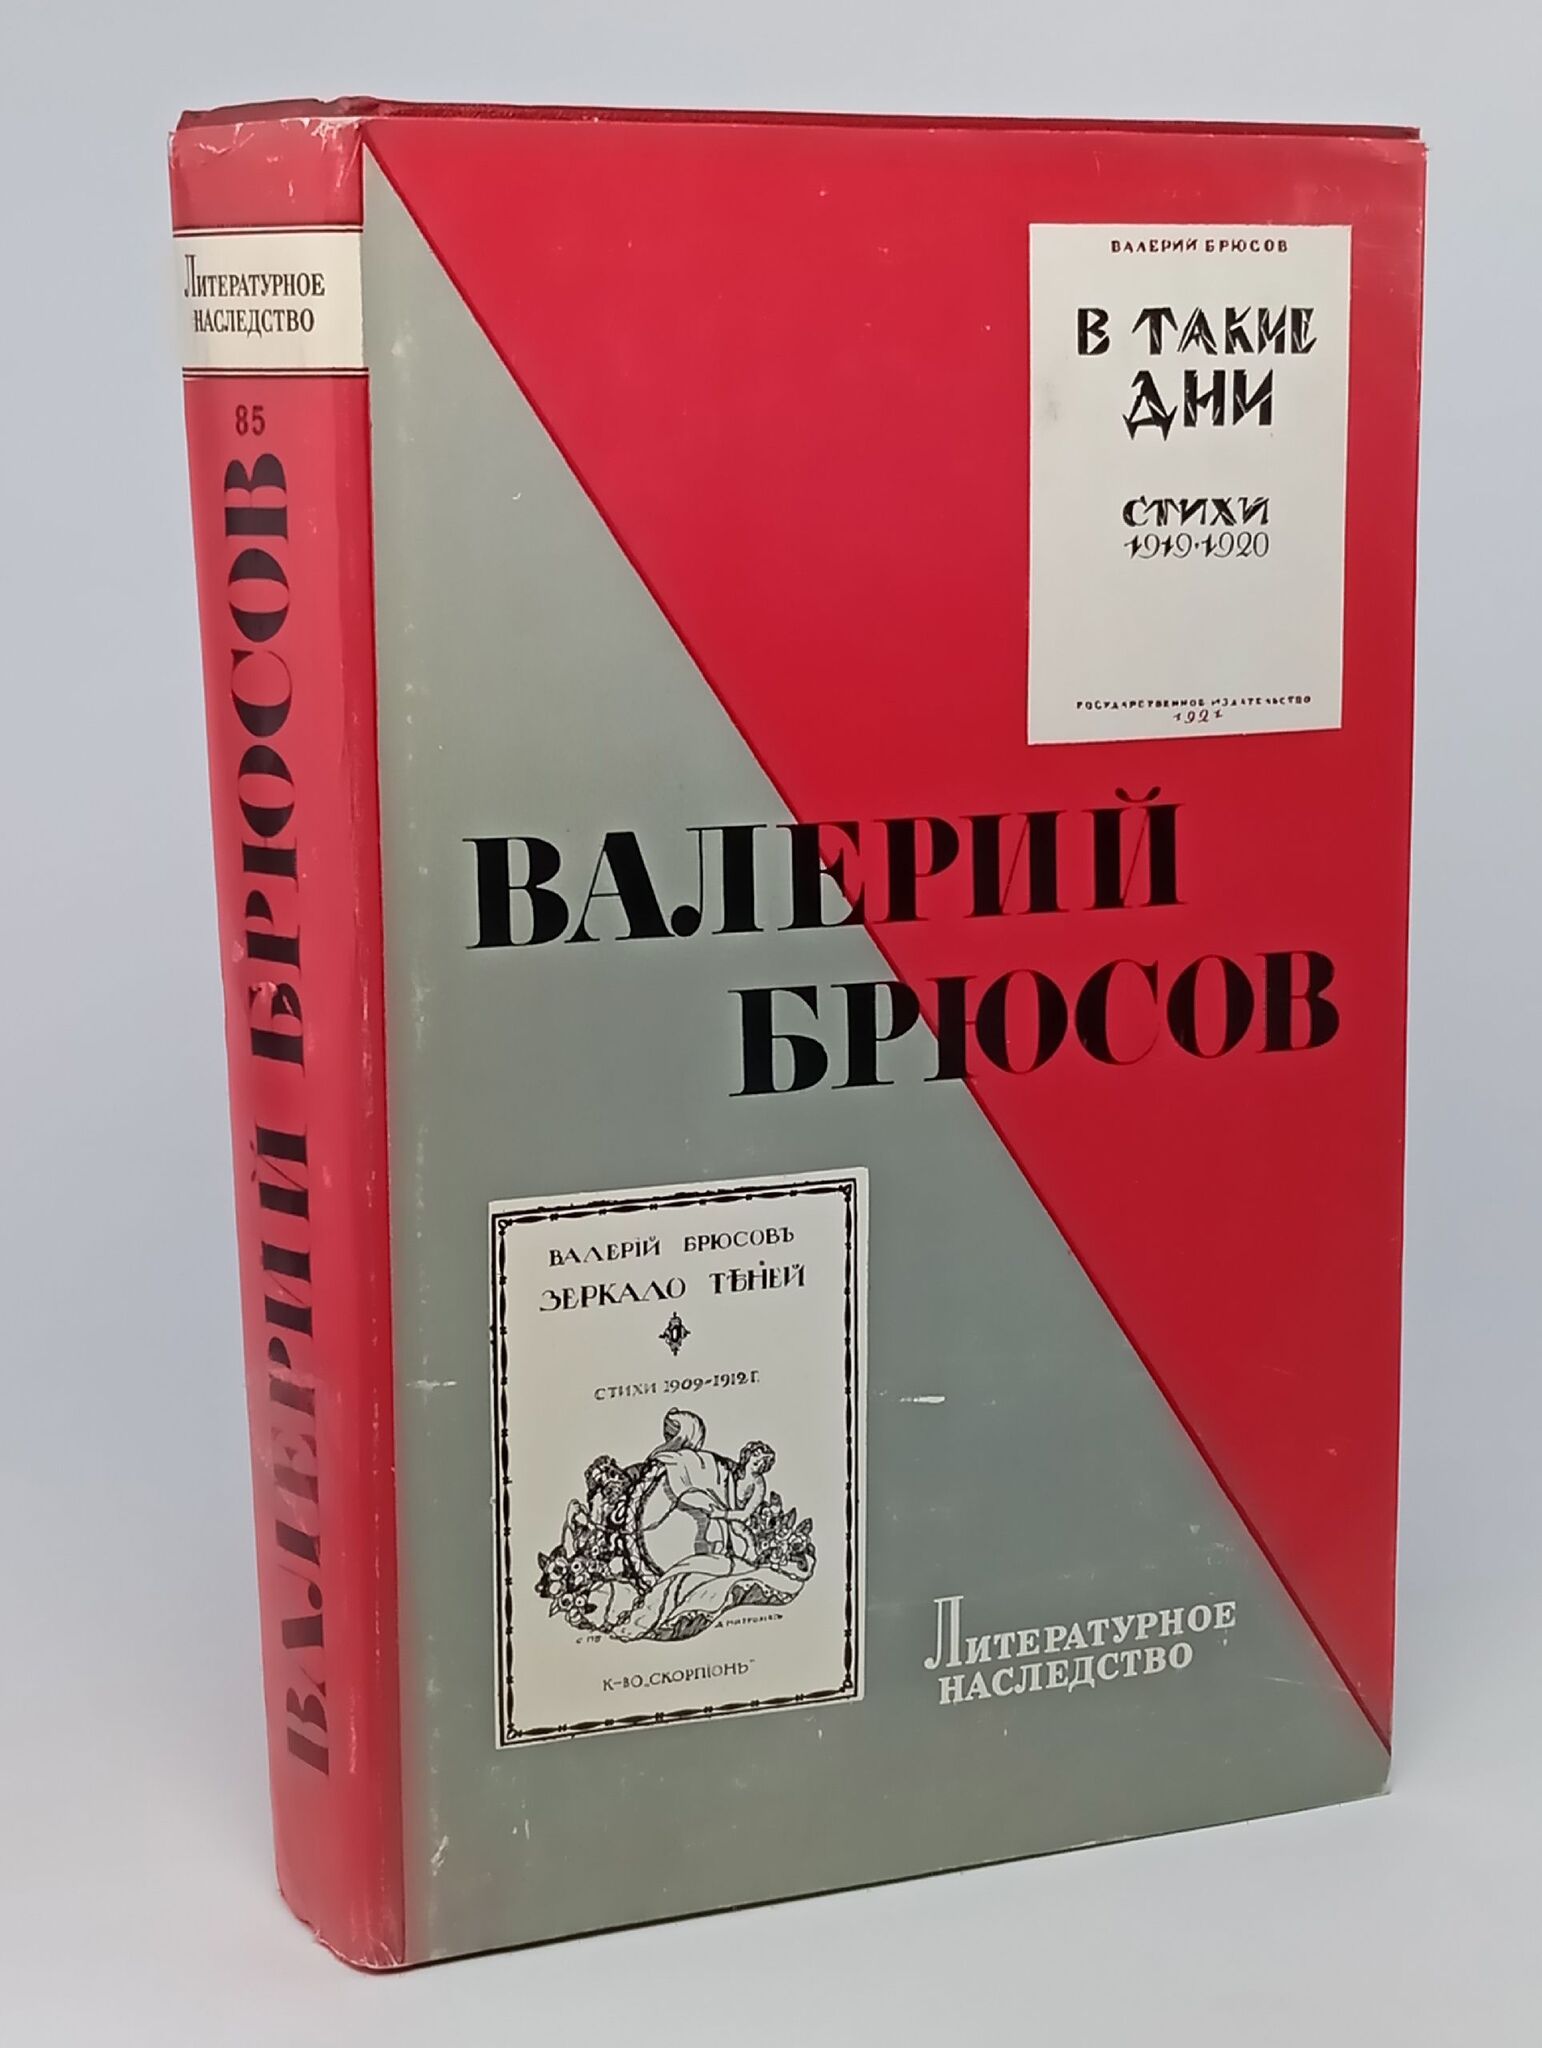 Литературное
наследство
85
ВАЛЕРИЙ БРЮСОВ
ВАЛЕРИЙ БРЮСОВ
В ТАКИЕ
ДНИ
СТИХИ
1919·1920
ГОСУДАРСТВЕННОЕ ИЗДАТЕЛЬСТВО
1921
ВАЛЕРИЙ
БРЮСОВ
ВАЛЕРІЙ БРЮСОВЪ
ЗЕРКАЛО ТѢНЕЙ
СТИХИ 1909-1912 Г.
К-ВО „СКОРПІОНЪ"
Литературное
наследство